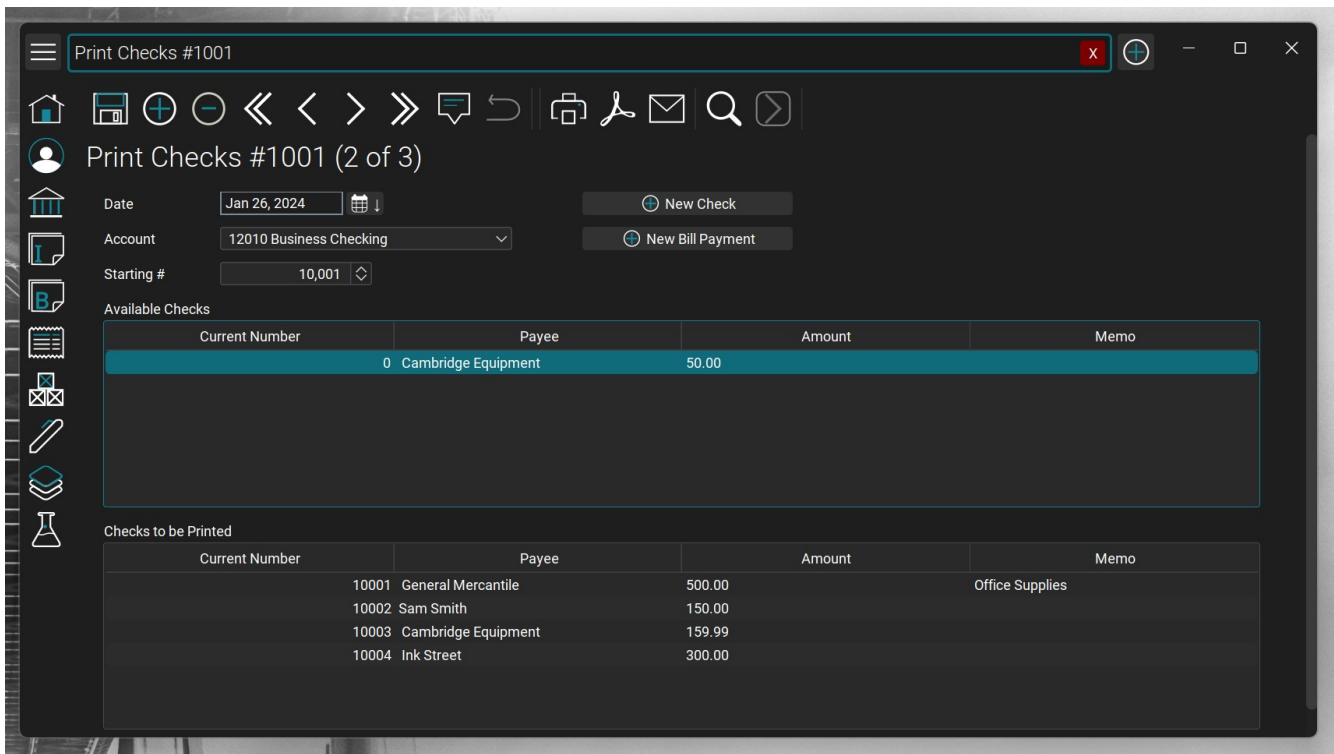 Print Checks #1001 X
Print Checks #1001 (2 of 3)
Date Jan 26, 2024 New Check
Account 12010 Business Checking New Bill Payment
Starting # 10,001
Available Checks
Current Number Payee Amount Memo
0 Cambridge Equipment 50.00
Checks to be Printed
Current Number Payee Amount Memo
10001 General Mercantile 500.00 Office Supplies
10002 Sam Smith 150.00
10003 Cambridge Equipment 159.99
10004 Ink Street 300.00
I
B